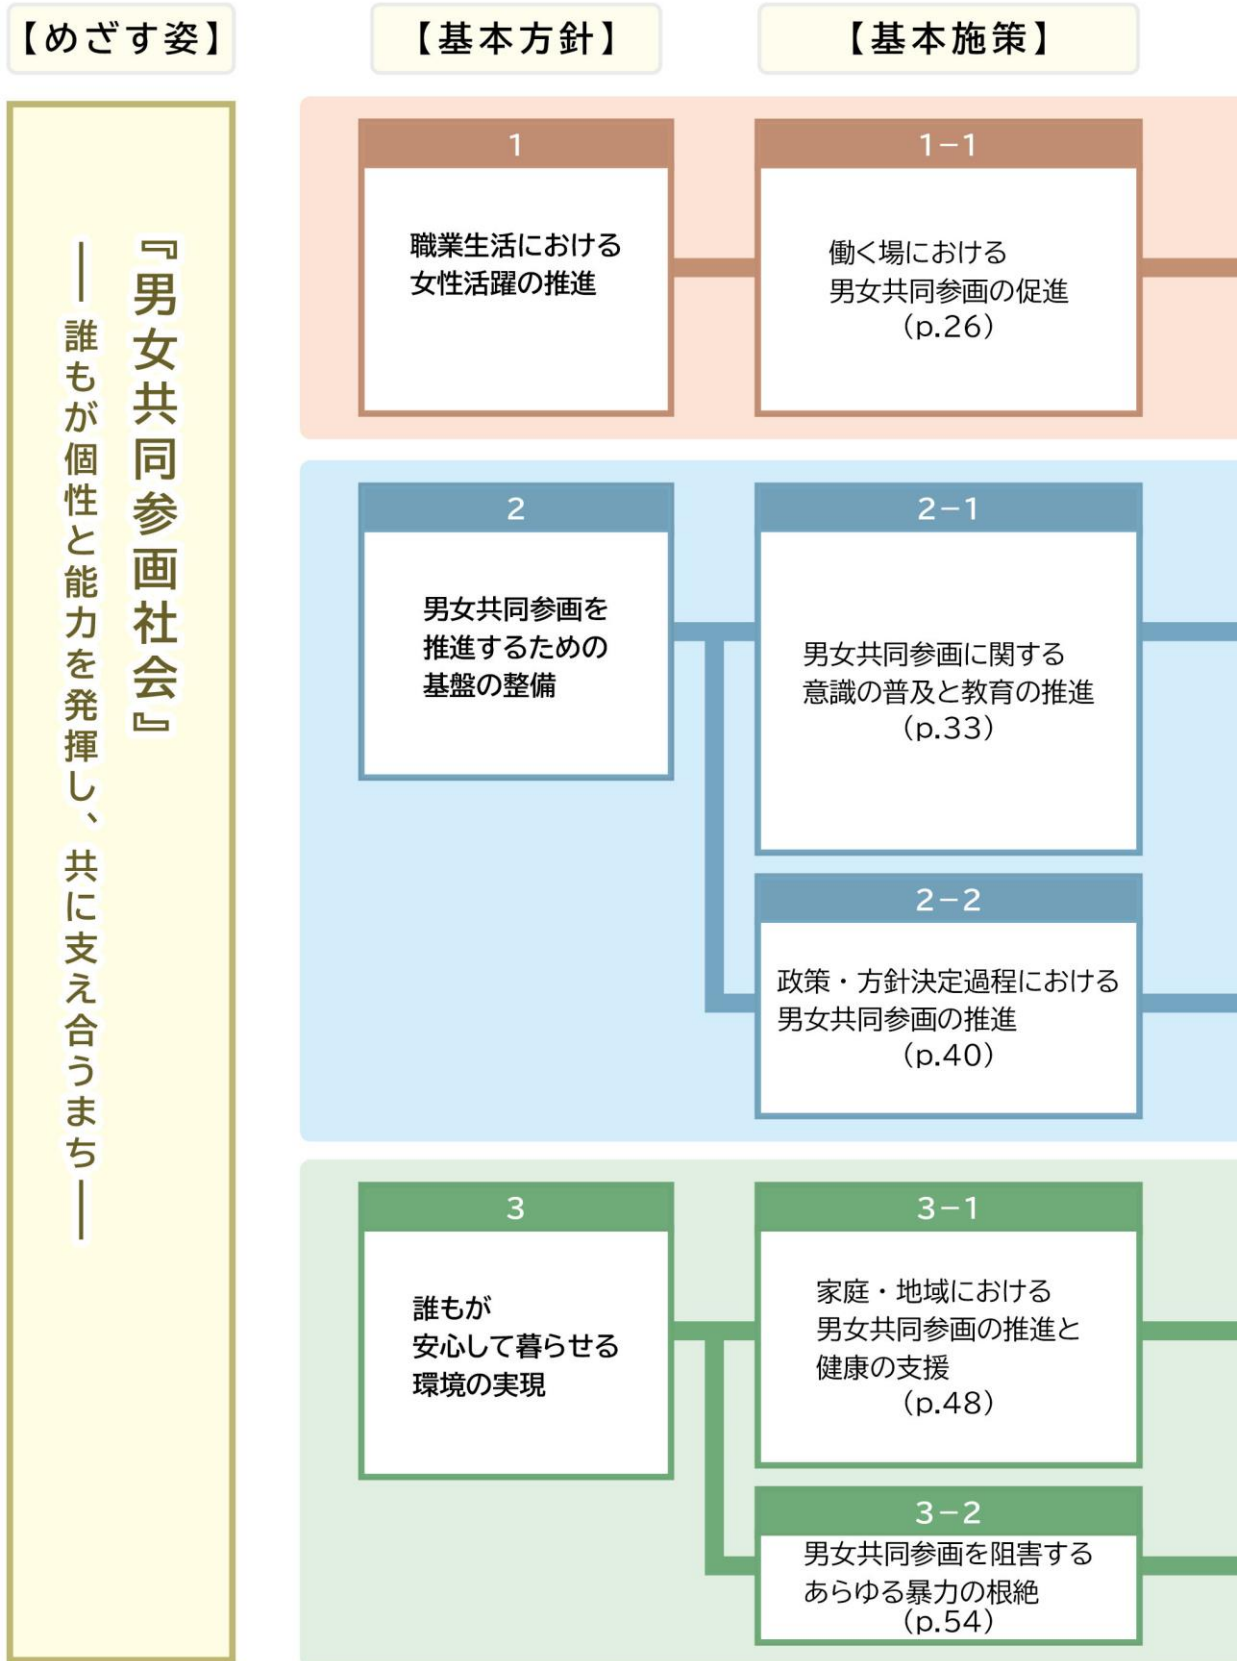 【めざす姿】
【基本方針】
【基本施策】
『男女共同参画社会』
―― 誰もが個性と能力を発揮し、共に支え合うまち ――
1
職業生活における
女性活躍の推進
1-1
働く場における
男女共同参画の促進
(p.26)
2
男女共同参画を
推進するための
基盤の整備
2-1
男女共同参画に関する
意識の普及と教育の推進
(p.33)
2-2
政策・方針決定過程における
男女共同参画の推進
(p.40)
3
誰もが
安心して暮らせる
環境の実現
3-1
家庭・地域における
男女共同参画の推進と
健康の支援
(p.48)
3-2
男女共同参画を阻害する
あらゆる暴力の根絶
(p.54)